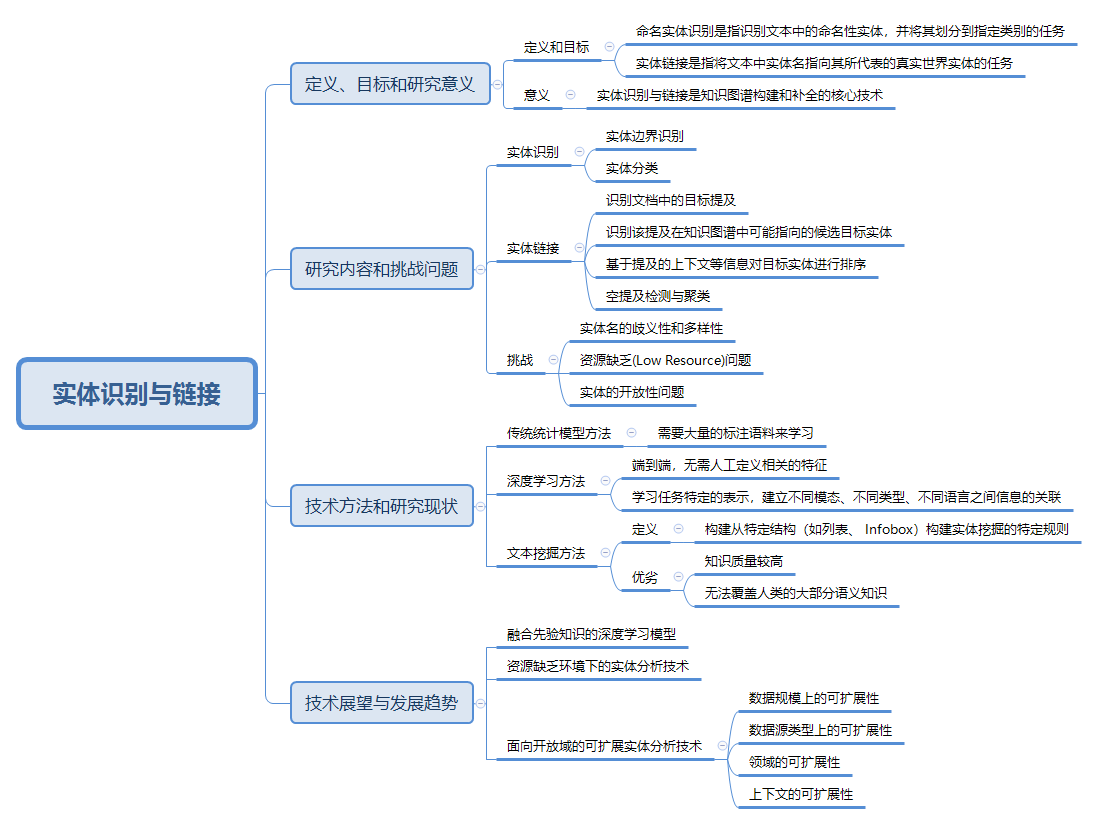 实体识别与链接
定义、目标和研究意义
定义和目标
命名实体识别是指识别文本中的命名性实体，并将其划分到指定类别的任务
实体链接是指将文本中实体名指向其所代表的真实世界实体的任务
意义
实体识别与链接是知识图谱构建和补全的核心技术
研究内容和挑战问题
实体识别
实体边界识别
实体分类
实体链接
识别文档中的目标提及
识别该提及在知识图谱中可能指向的候选目标实体
基于提及的上下文等信息对目标实体进行排序
空提及检测与聚类
挑战
实体名的歧义性和多样性
资源缺乏(Low Resource)问题
实体的开放性问题
技术方法和研究现状
传统统计模型方法
需要大量的标注语料来学习
深度学习方法
端到端，无需人工定义相关的特征
学习任务特定的表示，建立不同模态、不同类型、不同语言之间信息的关联
文本挖掘方法
定义
构建从特定结构（如列表、 Infobox）构建实体挖掘的特定规则
优劣
知识质量较高
无法覆盖人类的大部分语义知识
技术展望与发展趋势
融合先验知识的深度学习模型
资源缺乏环境下的实体分析技术
面向开放域的可扩展实体分析技术
数据规模上的可扩展性
数据源类型上的可扩展性
领域的可扩展性
上下文的可扩展性